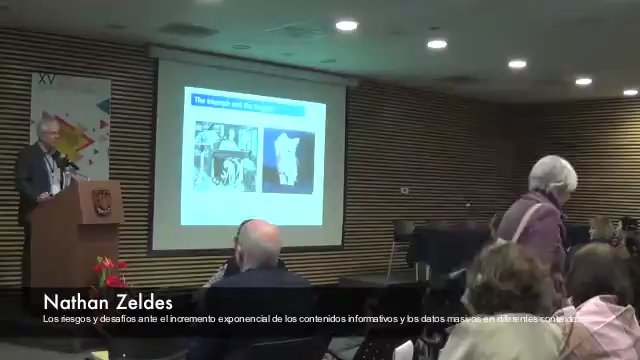 XV
The triumph and the tragedy
Nathan Zeldes
Los riesgos y desafíos ante el incremento exponencial de los contenidos informativos y los datos masivos en diferentes contextos